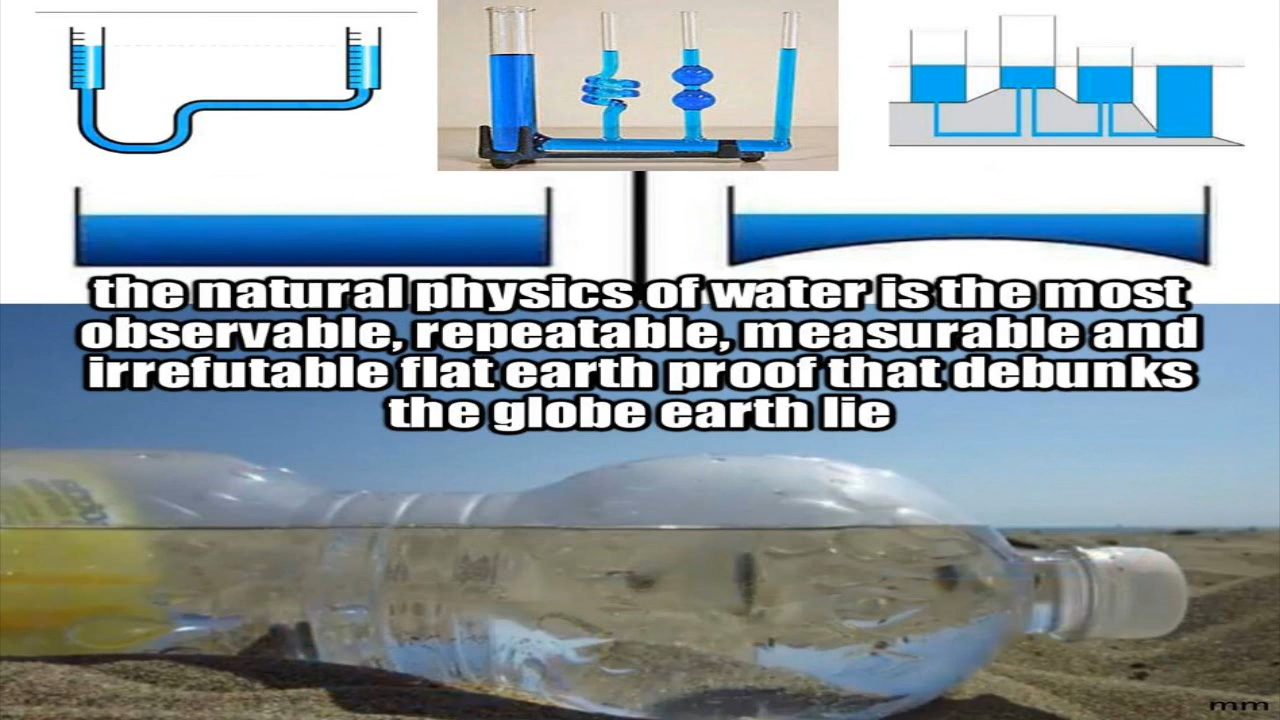 the natural physics of water is the most
observable, repeatable, measurable and
irrefutable flat earth proof that debunks
the globe earth lie
mm